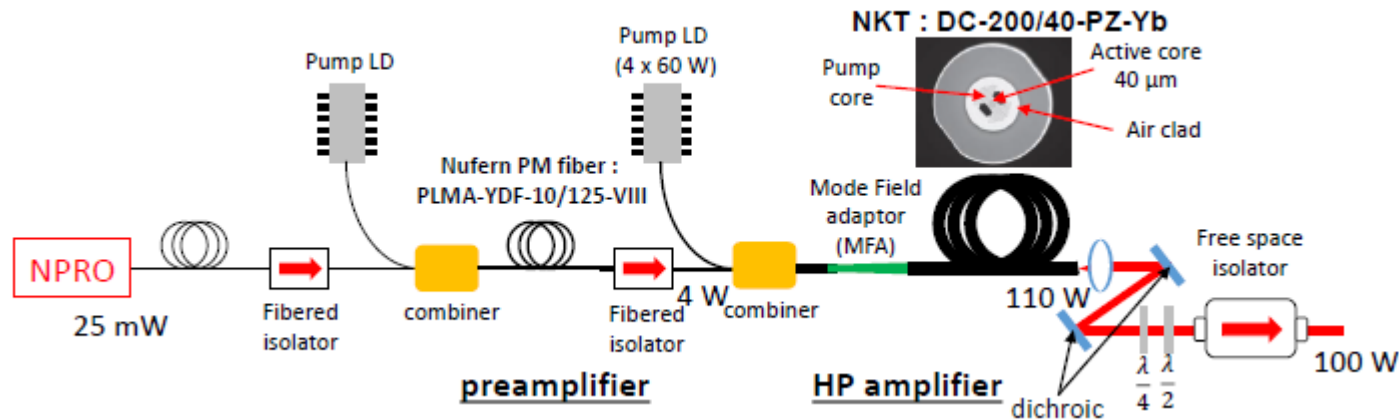 NKT : DC-200/40-PZ-Yb
Pump LD
Pump LD
(4 x 60 W)
Pump
core
Active core
40 µm
Air clad
Nufern PM fiber :
PLMA-YDF-10/125-VIII
Mode Field
adaptor
(MFA)
Free space
isolator
NPRO
25 mW
Fibered
isolator
combiner
Fibered
isolator
4 W
combiner
110 W
100 W
λ/4
λ/2
dichroic
preamplifier
HP amplifier